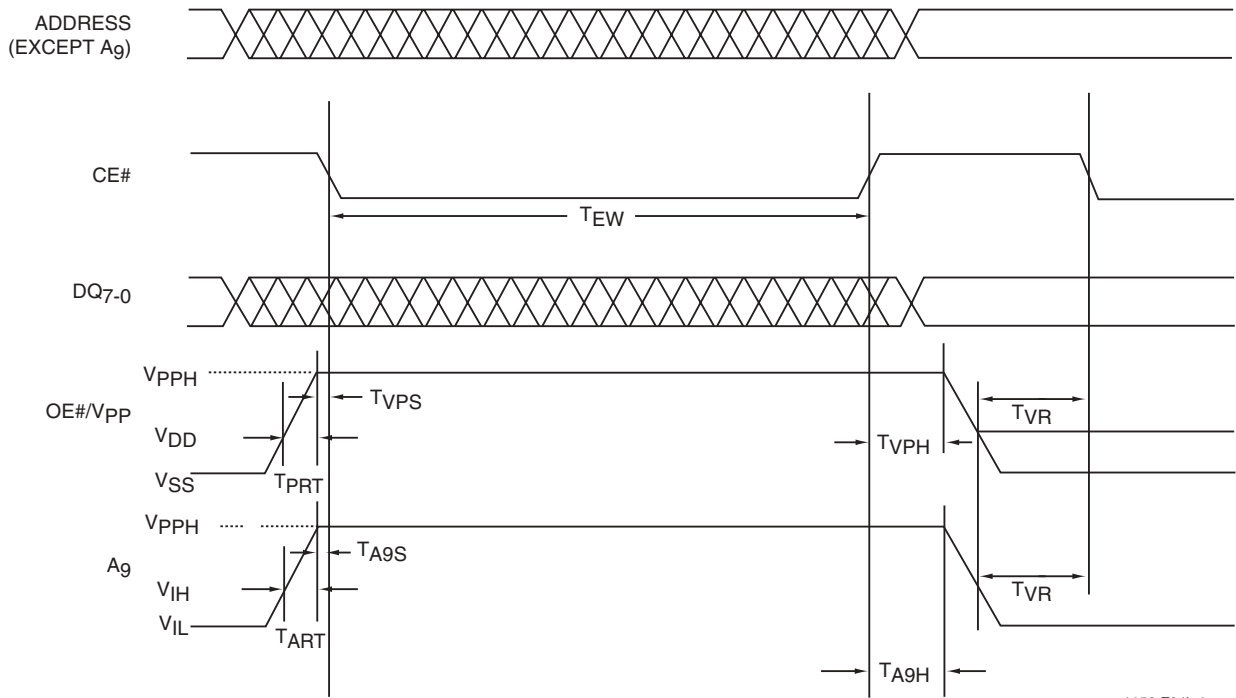 ADDRESS
(EXCEPT A9)
CE#
TEW
DQ7-0
VPPH
TVPS
OE#/VPP
TVR
VDD
TVPH
TPRT
VSS
VPPH
TA9S
A9
VIH
TVR
VIL
TART
TA9H